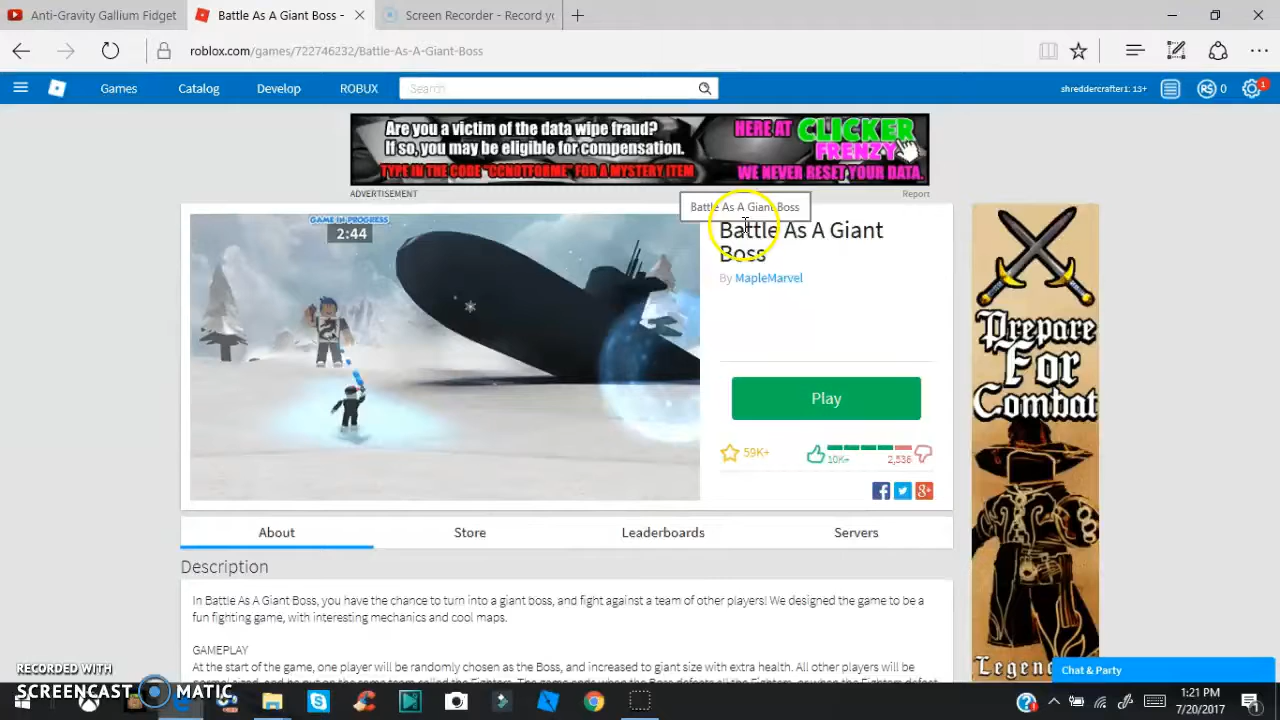 Anti-Gravity Gallium Fidget
Battle As A Giant Boss -
Screen Recorder - Record yo
roblox.com/games/722746232/Battle-As-A-Giant-Boss
Games
Catalog
Develop
ROBUX
Search
shreddercrafter1: 13+
R$ 0
1
Are you a victim of the data wipe fraud?
If so, you may be eligible for compensation.
TYPE IN THE CODE "CCNOTFORME" FOR A MYSTERY ITEM
HERE AT CLICKER
FRENZY
WE NEVER RESET YOUR DATA.
ADVERTISEMENT
Report
Battle As A Giant Boss
GAME IN PROGRESS
2:44
Battle As A Giant
Boss
By MapleMarvel
Play
59K+
10K+
2,536
Prepare
For
Combat
About
Store
Leaderboards
Servers
Description
In Battle As A Giant Boss, you have the chance to turn into a giant boss, and fight against a team of other players! We designed the game to be a
fun fighting game, with interesting mechanics and cool maps.
GAMEPLAY
At the start of the game, one player will be randomly chosen as the Boss, and increased to giant size with extra health. All other players will be
Legen
Chat & Party
RECORDED WITH
SCREENCAST MATIC
1:21 PM
7/20/2017